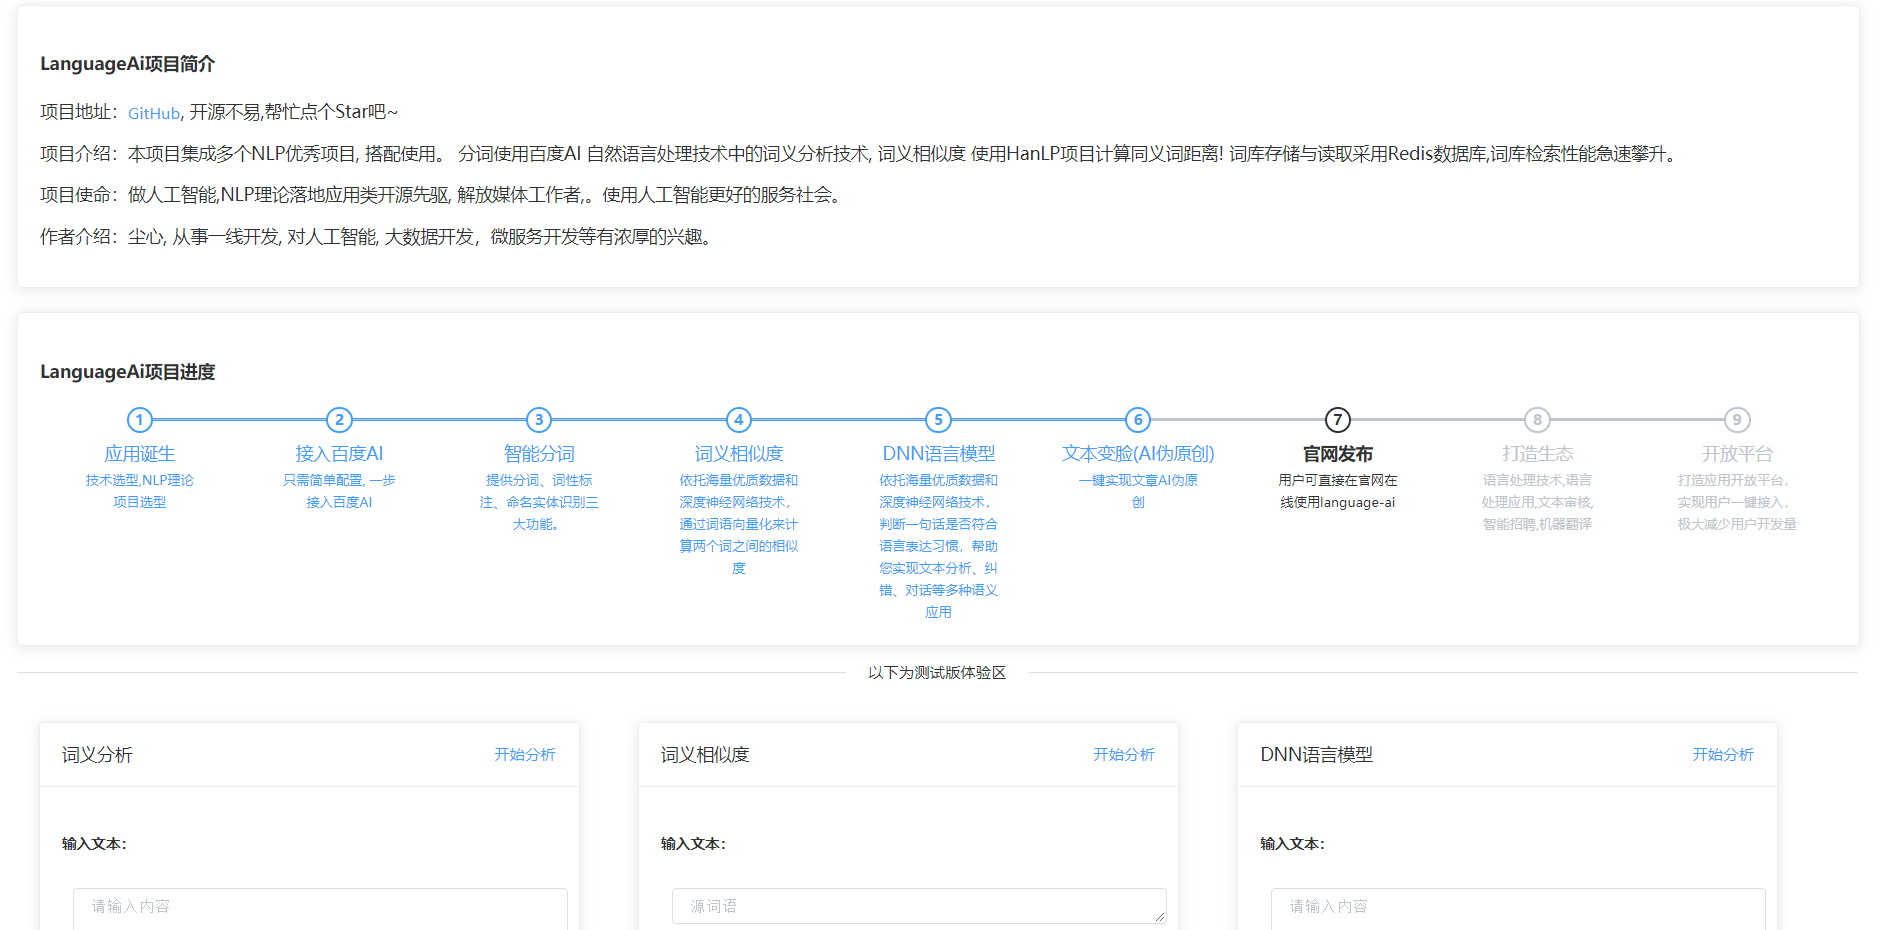 LanguageAi项目简介
项目地址：GitHub, 开源不易,帮忙点个Star吧~
项目介绍：本项目集成多个NLP优秀项目, 搭配使用。 分词使用百度AI 自然语言处理技术中的词义分析技术, 词义相似度 使用HanLP项目计算同义词距离! 词库存储与读取采用Redis数据库,词库检索性能急速攀升。
项目使命：做人工智能,NLP理论落地应用类开源先驱, 解放媒体工作者,。使用人工智能更好的服务社会。
作者介绍：尘心, 从事一线开发, 对人工智能, 大数据开发，微服务开发等有浓厚的兴趣。
LanguageAi项目进度
1
应用诞生
技术选型,NLP理论
项目选型
2
接入百度AI
只需简单配置, 一步
接入百度AI
3
智能分词
提供分词、词性标
注、命名实体识别三
大功能。
4
词义相似度
依托海量优质数据和
深度神经网络技术，
通过词语向量化来计
算两个词之间的相似
度
5
DNN语言模型
依托海量优质数据和
深度神经网络技术，
判断一句话是否符合
语言表达习惯，帮助
您实现文本分析、纠
错、对话等多种语义
应用
6
文本变脸(AI伪原创)
一键实现文章AI伪原
创
7
官网发布
用户可直接在官网在
线使用language-ai
8
打造生态
语言处理技术,语言
处理应用,文本审核,
智能招聘,机器翻译
9
开放平台
打造应用开放平台，
实现用户一键接入，
极大减少用户开发量
以下为测试版体验区
词义分析 开始分析
输入文本：
请输入内容
词义相似度 开始分析
输入文本：
源词语
DNN语言模型 开始分析
输入文本：
请输入内容